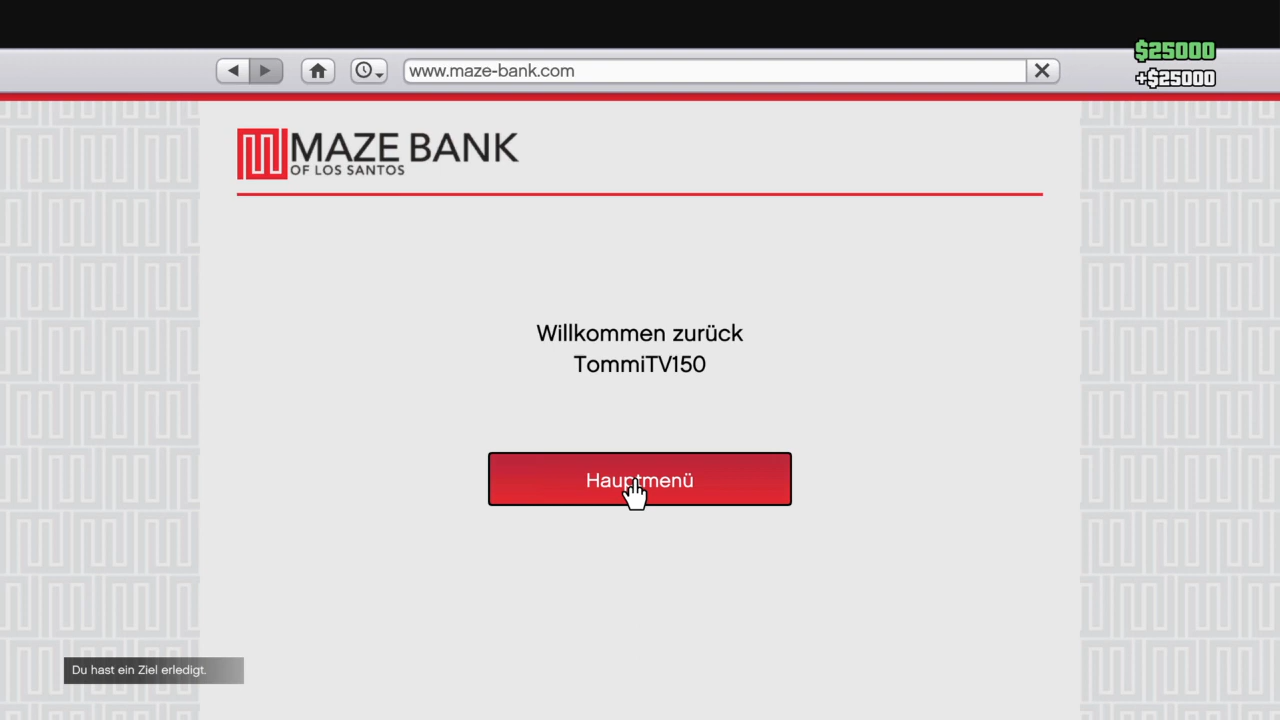 www.maze-bank.com
$25000
+$25000
MAZE BANK
OF LOS SANTOS
Willkommen zurück
TommiTV150
Hauptmenü
Du hast ein Ziel erledigt.